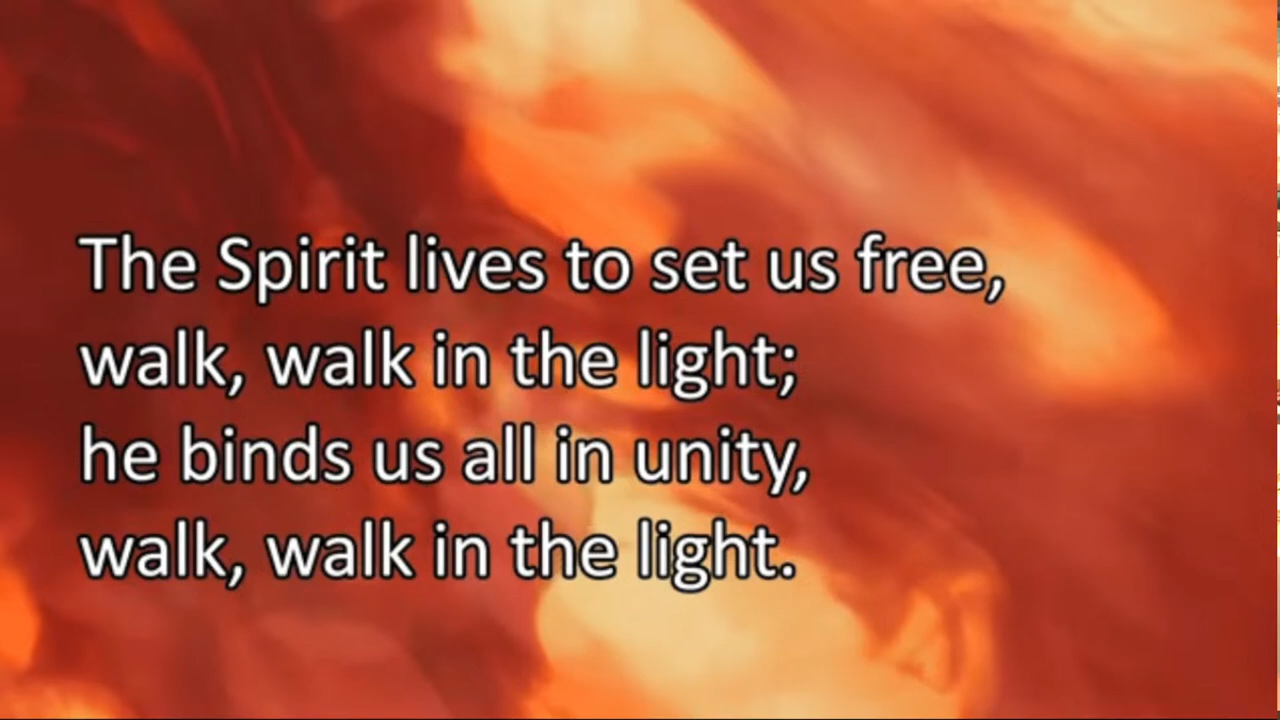 The Spirit lives to set us free,
walk, walk in the light;
he binds us all in unity,
walk, walk in the light.